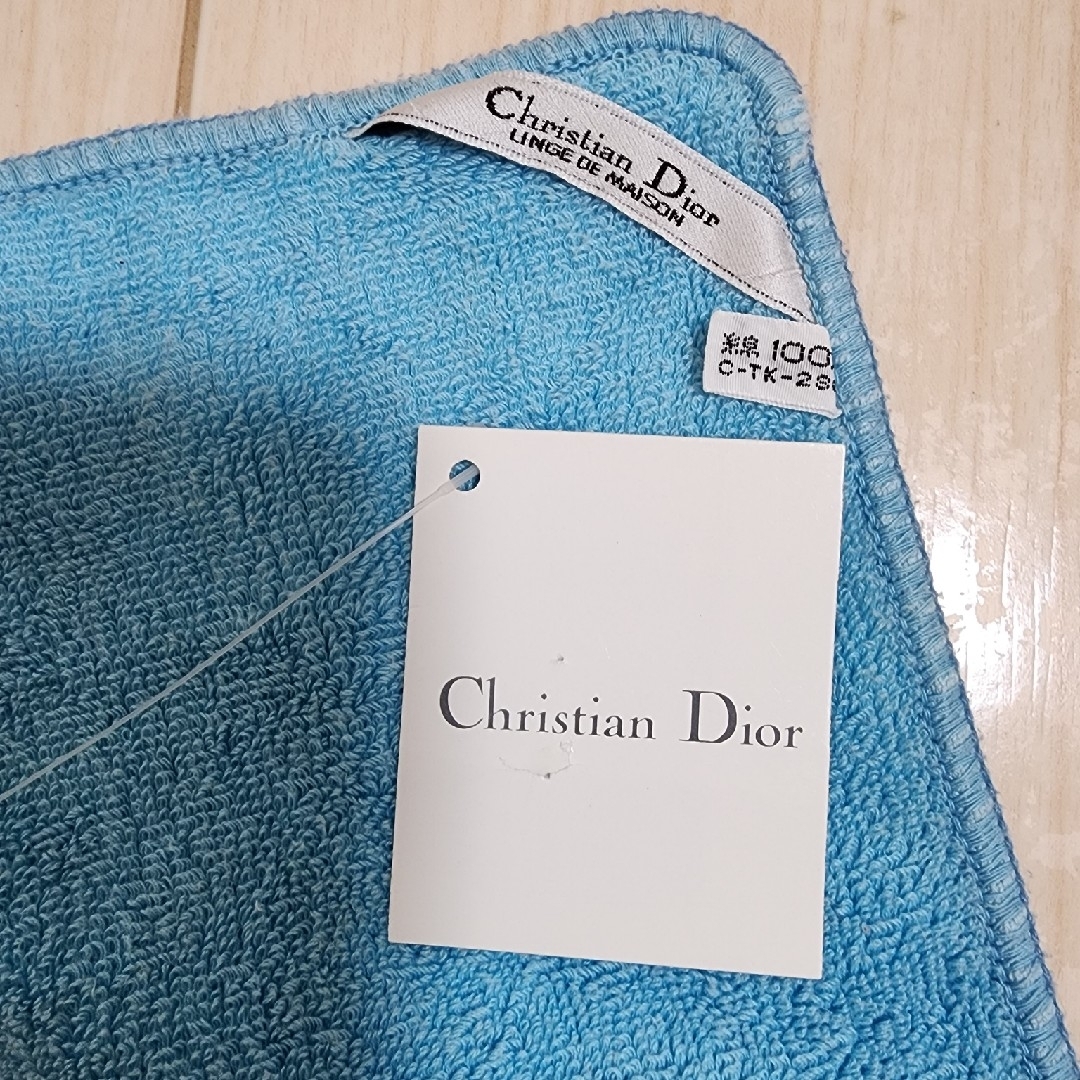 Christian Dior
LINGE DE MAISON
綿 100
C-TK-29
Christian Dior